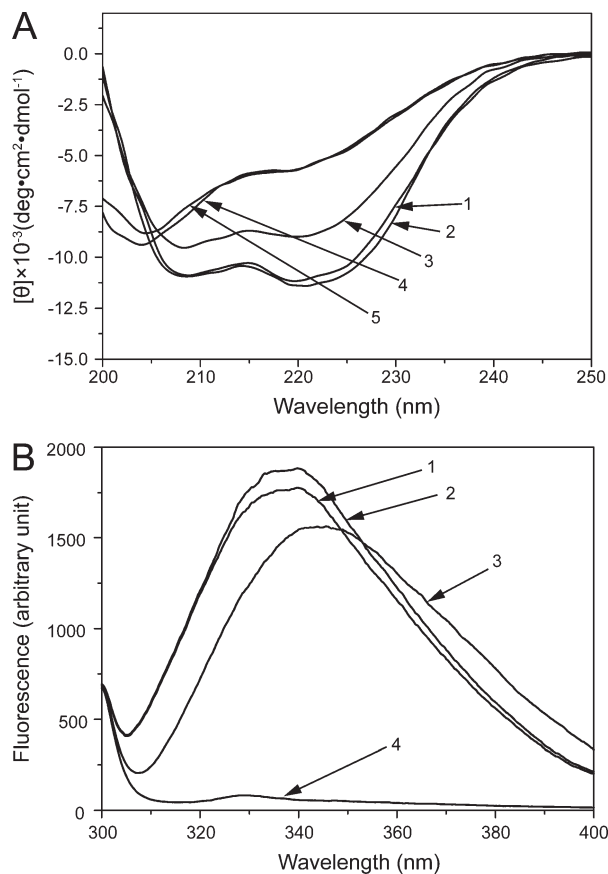 A
0.0
-2.5
-5.0
-7.5
-10.0
-12.5
-15.0
[θ]×10-3(deg•cm2•dmol-1)
1
2
3
4
5
200 210 220 230 240 250
Wavelength (nm)
B
2000
1500
1000
500
0
Fluorescence (arbitrary unit)
1
2
3
4
300 320 340 360 380 400
Wavelength (nm)